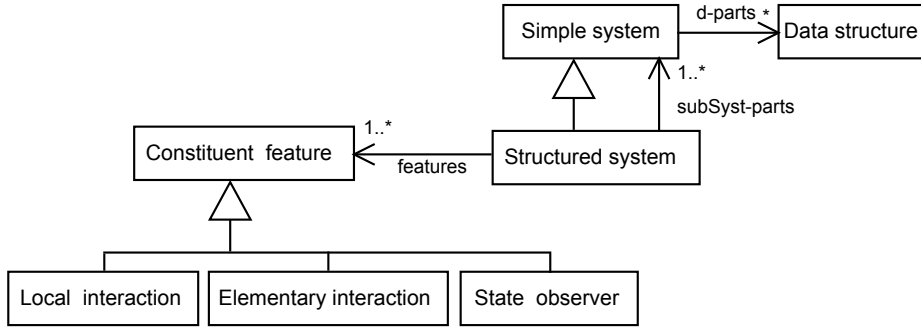 Simple system
d-parts *
Data structure
1..*
subSyst-parts
Constituent feature
1..*
features
Structured system
Local interaction
Elementary interaction
State observer